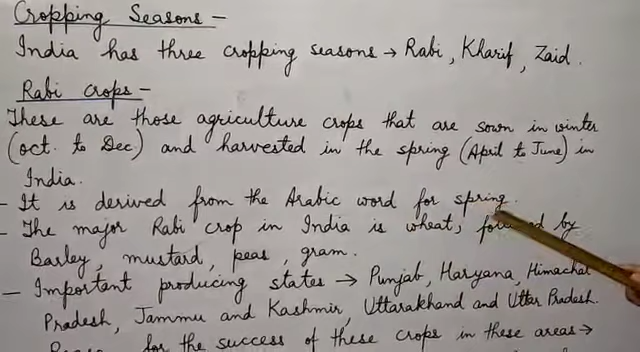 Cropping Seasons -
India has three cropping seasons → Rabi, Kharif, Zaid.
Rabi crops -
These are those agriculture crops that are sown in winter
(oct. to Dec) and harvested in the spring (April to June) in
India.
- It is derived from the Arabic word for spring.
- The major Rabi crop in India is wheat, by
Barley, mustard, peas, gram.
- Important producing states → Punjab, Haryana, Himachal
Pradesh, Jammu and Kashmir, Uttarakhand and Uttar Pradesh.
for the success of these crops in these areas →